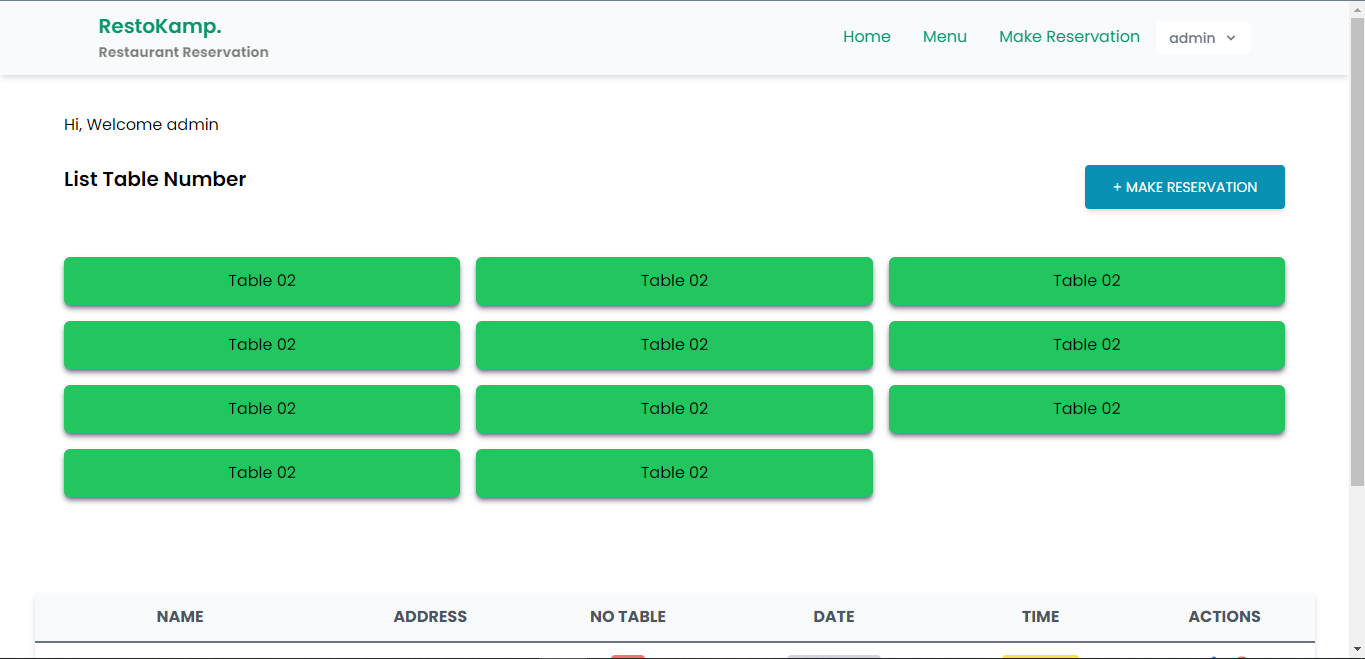 RestoKamp.
Restaurant Reservation
Home Menu Make Reservation admin
Hi, Welcome admin
List Table Number
+ MAKE RESERVATION
Table 02 Table 02 Table 02
Table 02 Table 02 Table 02
Table 02 Table 02 Table 02
Table 02 Table 02
NAME ADDRESS NO TABLE DATE TIME ACTIONS